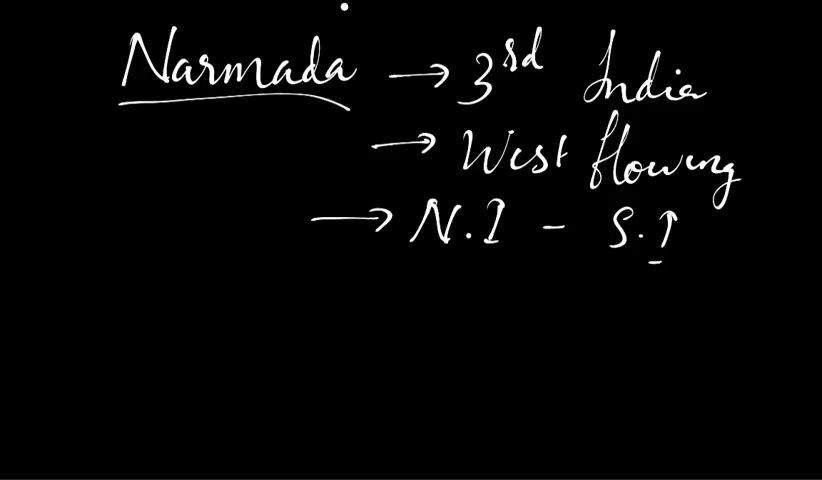 Narmada → 3rd India
→ West flowing
→ N.I - S.I